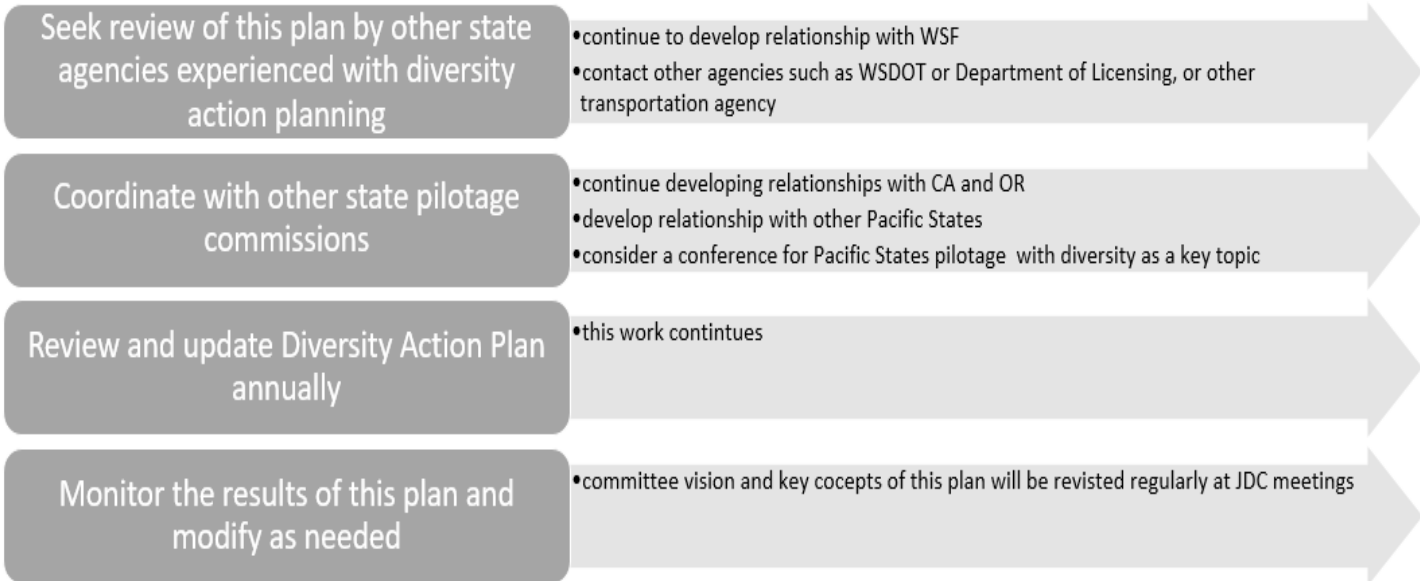 Seek review of this plan by other state
agencies experienced with diversity
action planning
•continue to develop relationship with WSF
•contact other agencies such as WSDOT or Department of Licensing, or other
transportation agency
Coordinate with other state pilotage
commissions
•continue developing relationships with CA and OR
•develop relationship with other Pacific States
•consider a conference for Pacific States pilotage  with diversity as a key topic
Review and update Diversity Action Plan
annually
•this work contintues
Monitor the results of this plan and
modify as needed
•committee vision and key cocepts of this plan will be revisted regularly at JDC meetings